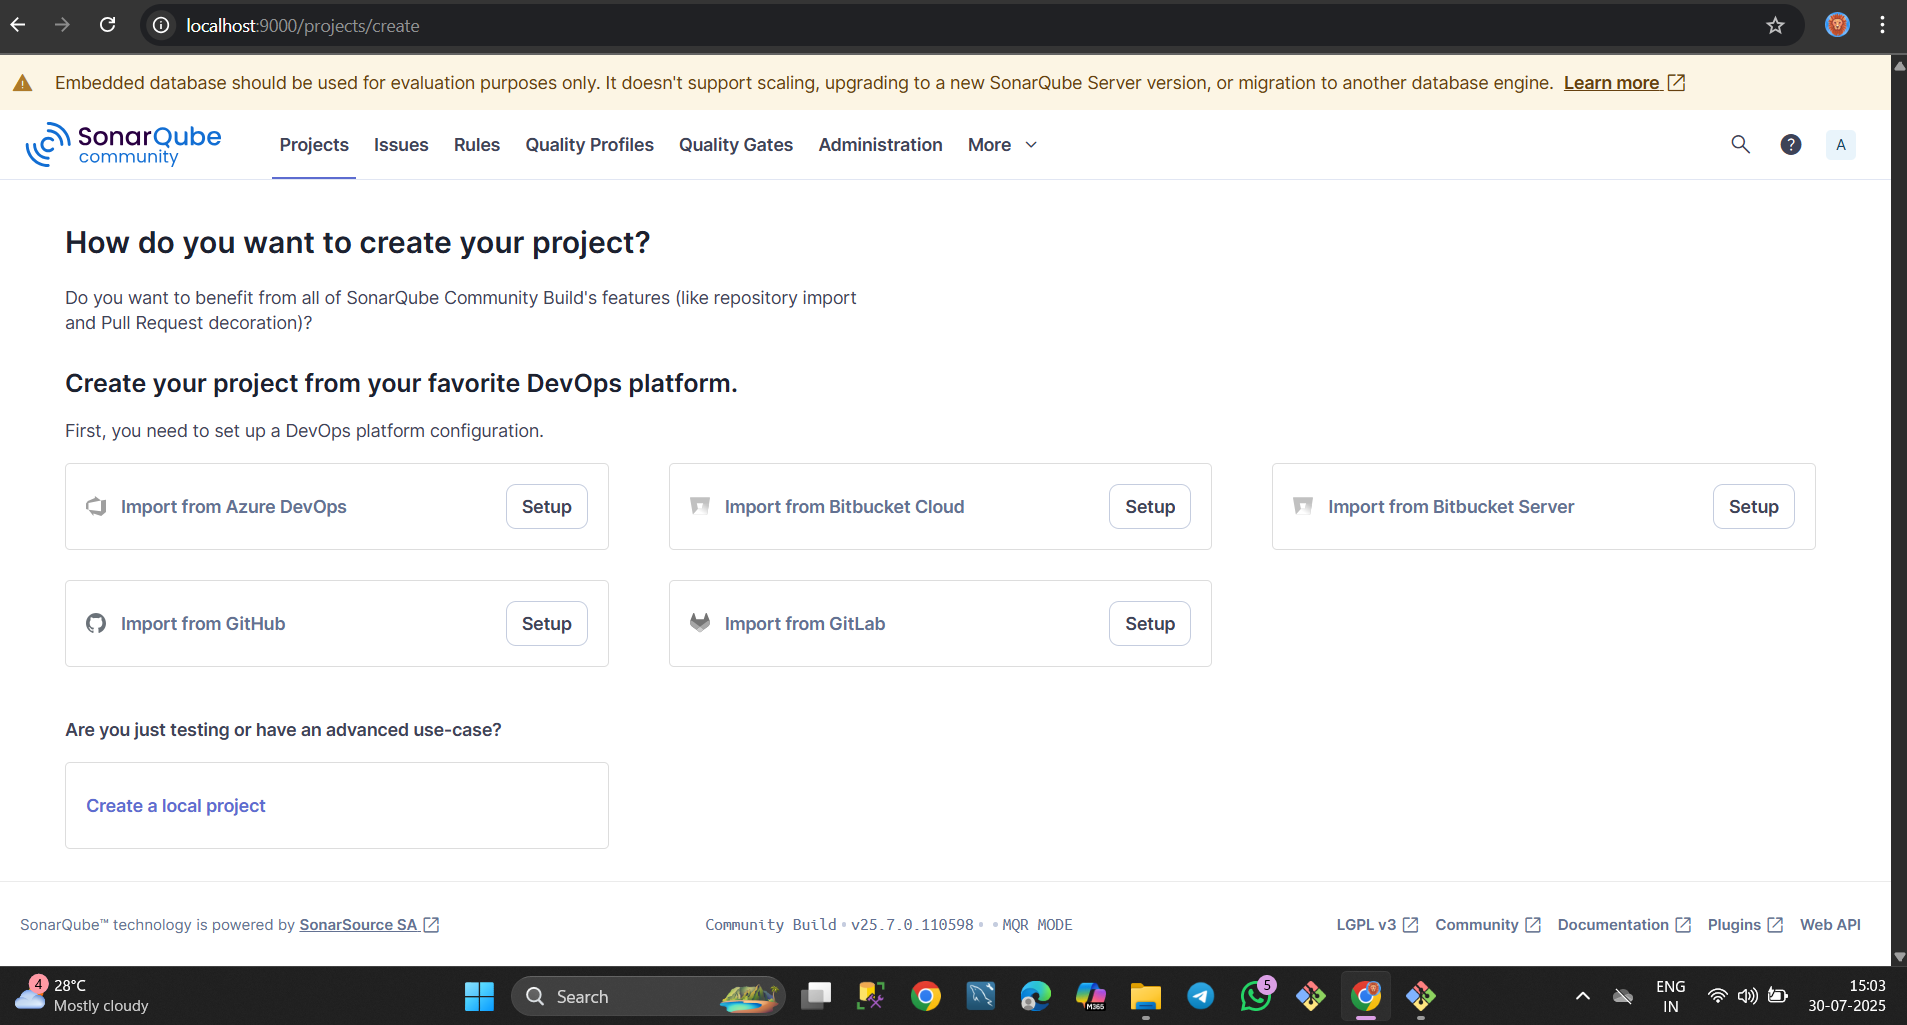 localhost:9000/projects/create
Embedded database should be used for evaluation purposes only. It doesn't support scaling, upgrading to a new SonarQube Server version, or migration to another database engine. Learn more
SonarQube
community
Projects Issues Rules Quality Profiles Quality Gates Administration More
? A
How do you want to create your project?
Do you want to benefit from all of SonarQube Community Build's features (like repository import
and Pull Request decoration)?
Create your project from your favorite DevOps platform.
First, you need to set up a DevOps platform configuration.
Import from Azure DevOps Setup Import from Bitbucket Cloud Setup Import from Bitbucket Server Setup
Import from GitHub Setup Import from GitLab Setup
Are you just testing or have an advanced use-case?
Create a local project
SonarQube™ technology is powered by SonarSource SA Community Build • v25.7.0.110598 • • MQR MODE LGPL v3 Community Documentation Plugins Web API
4 28°C
Mostly cloudy
Search
M365
5
ENG
IN
15:03
30-07-2025